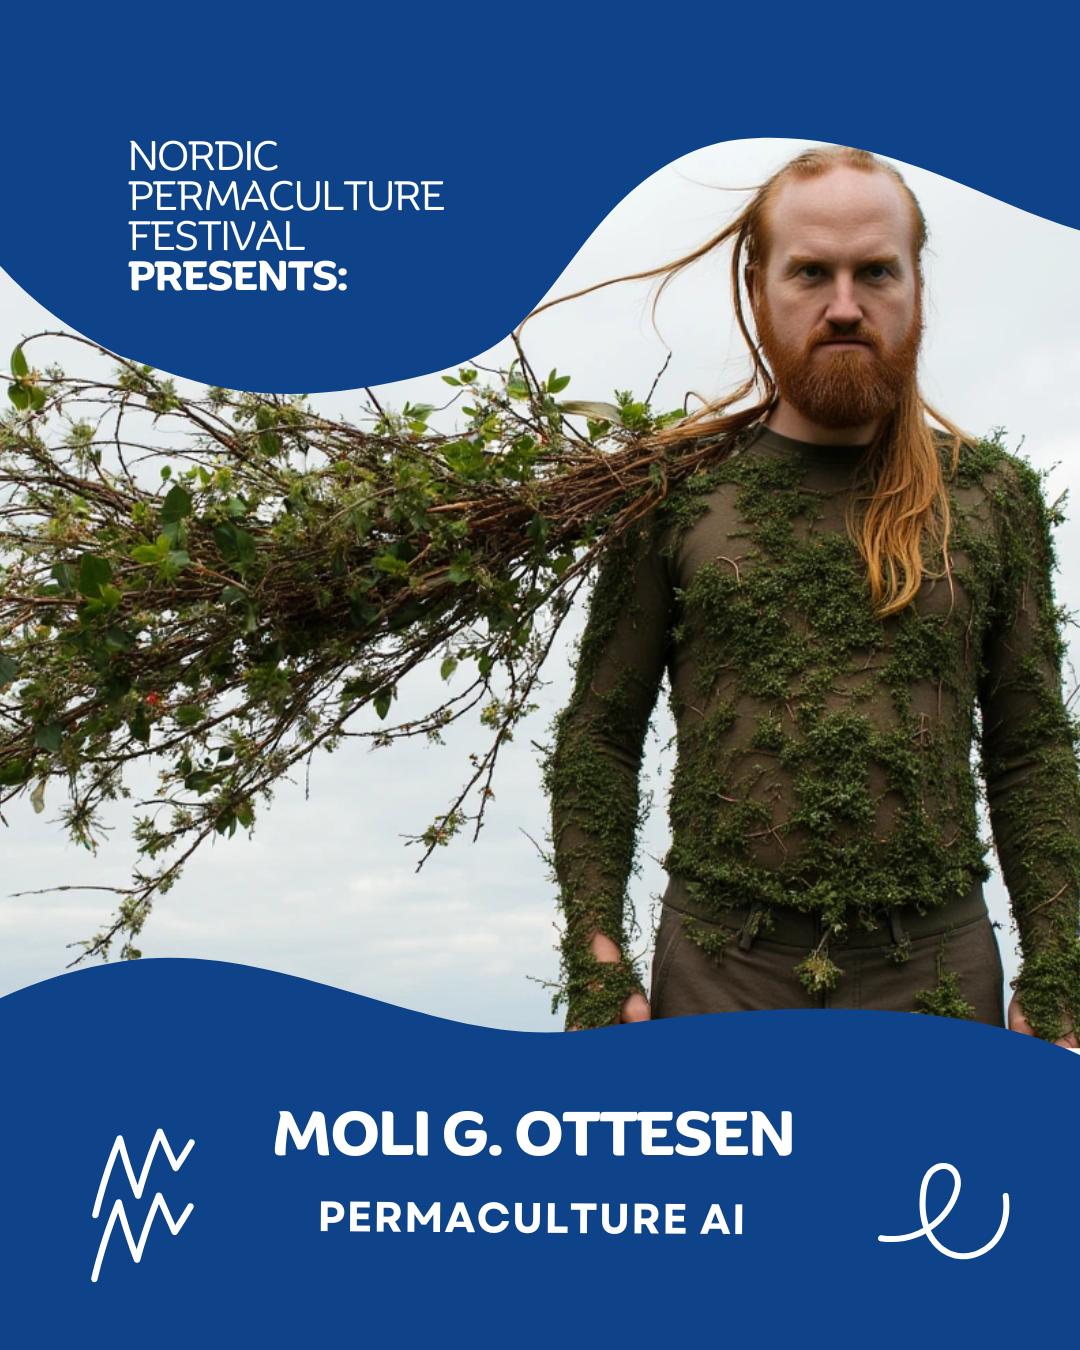 NORDIC
PERMACULTURE
FESTIVAL
PRESENTS:
MOLI G. OTTESEN
PERMACULTURE AI